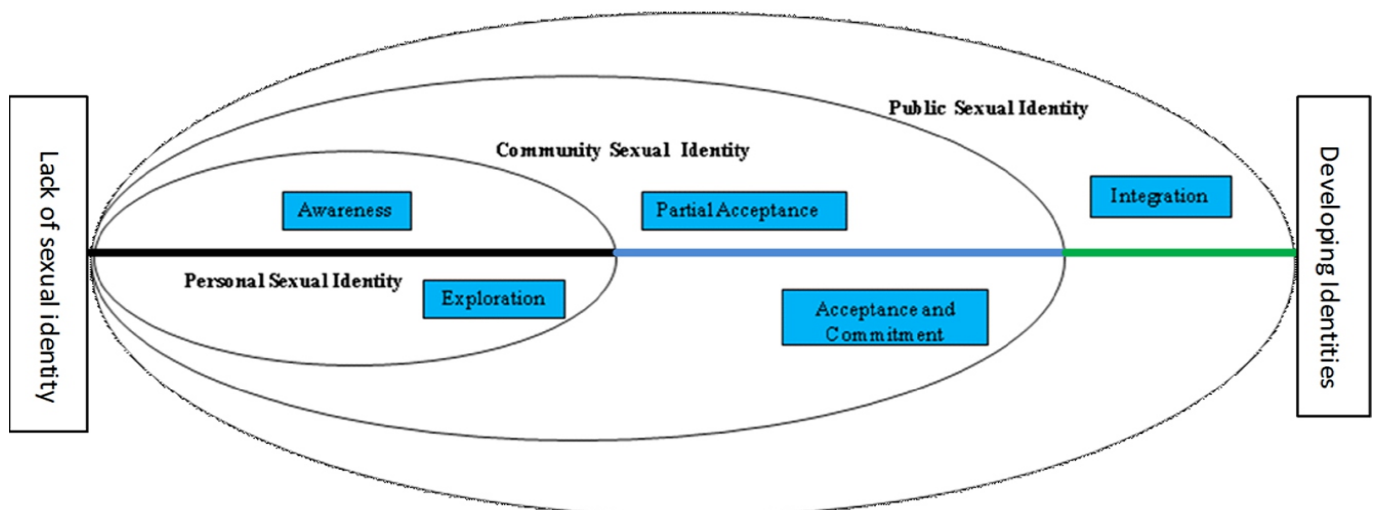 Lack of sexual identity
Public Sexual Identity
Community Sexual Identity
Awareness
Partial Acceptance
Integration
Personal Sexual Identity
Exploration
Acceptance and
Commitment
Developing Identities